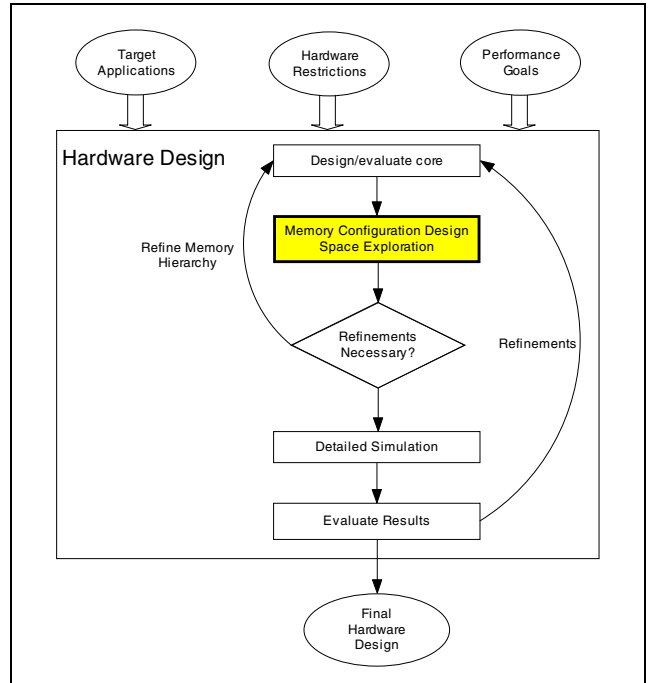 Target
Applications
Hardware
Restrictions
Performance
Goals
Hardware Design
Design/evaluate core
Memory Configuration Design
Space Exploration
Refine Memory
Hierarchy
Refinements
Necessary?
Refinements
Detailed Simulation
Evaluate Results
Final
Hardware
Design